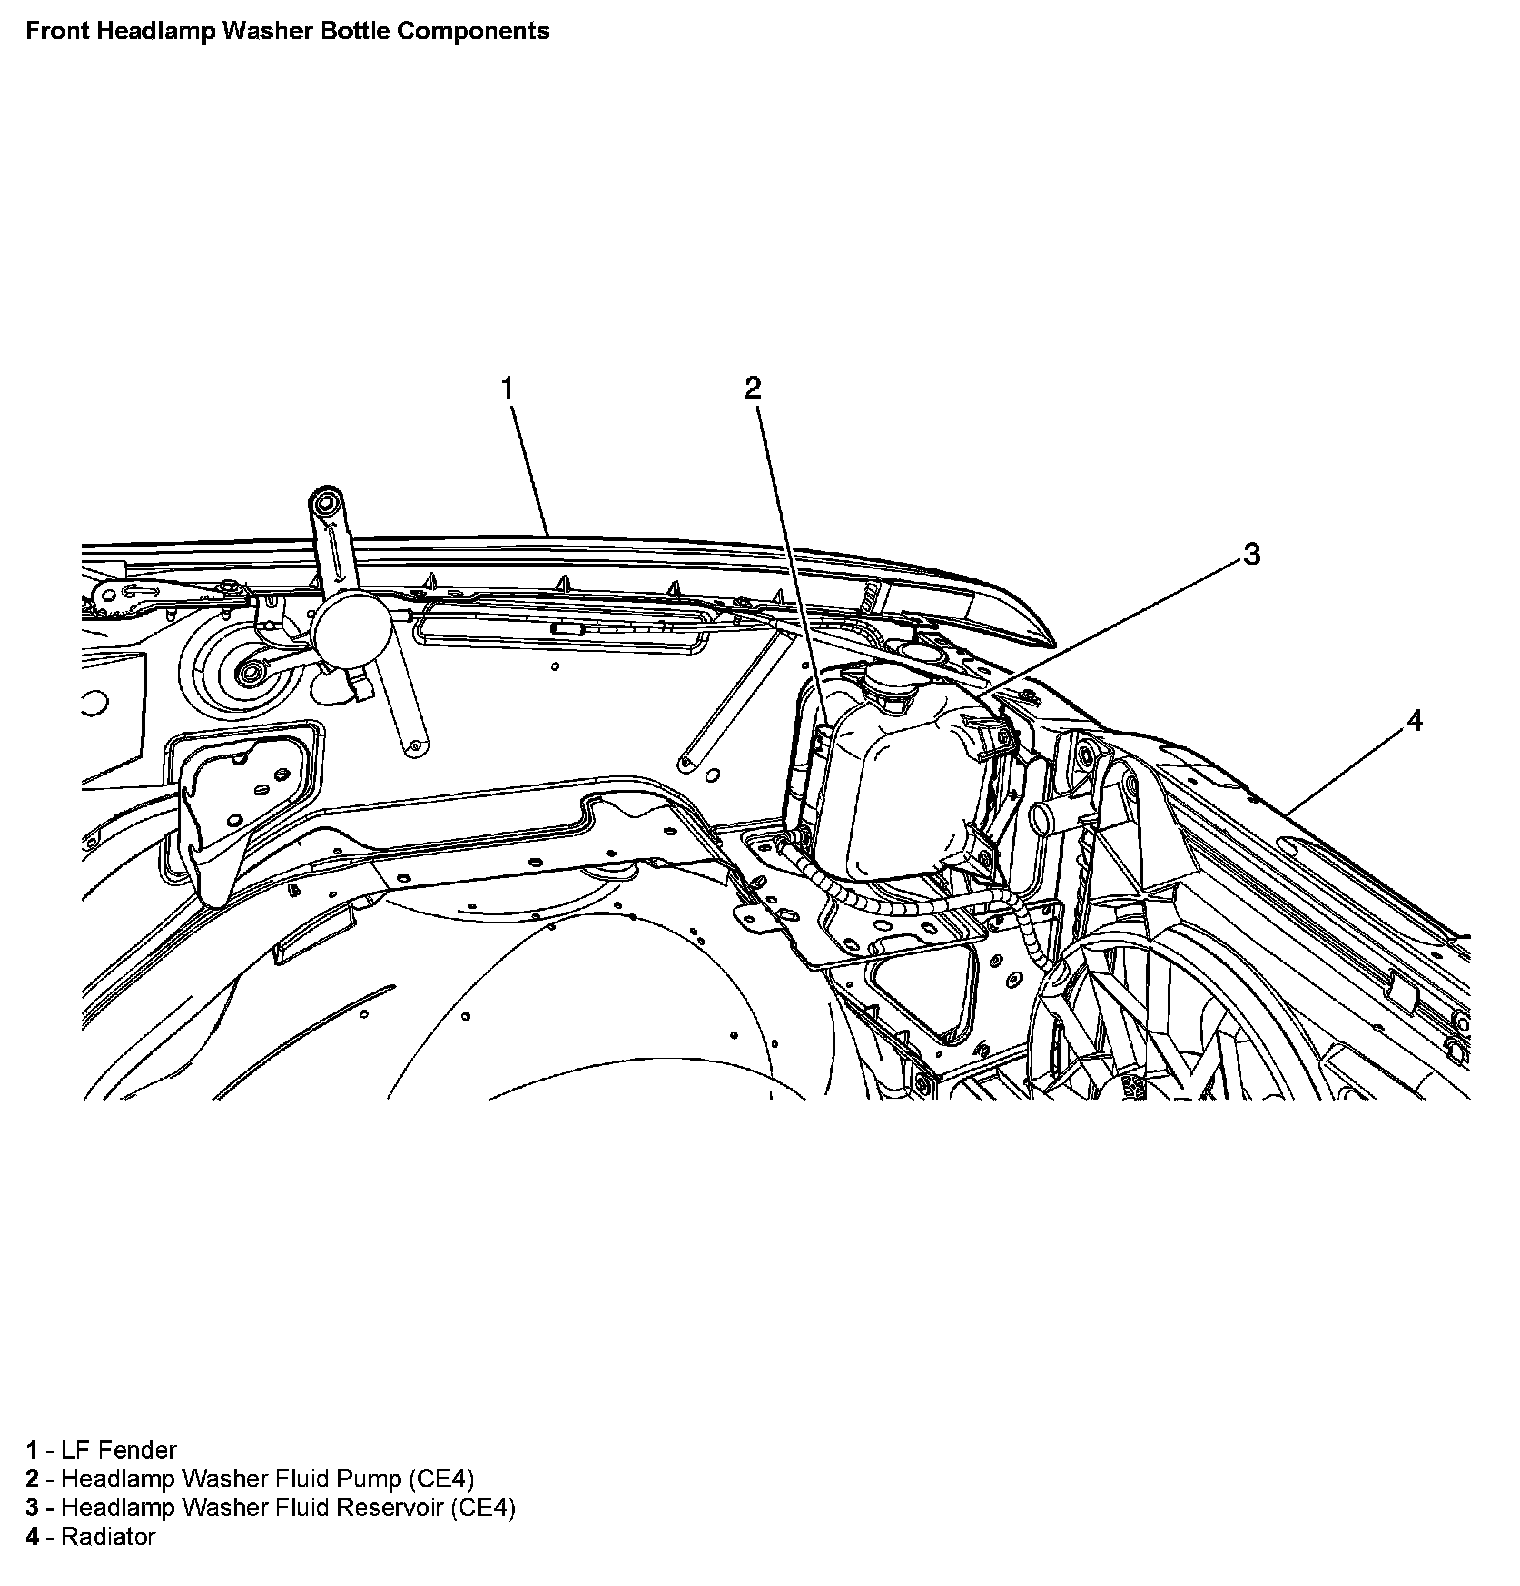 Front Headlamp Washer Bottle Components
1
2
3
4
1 - LF Fender
2 - Headlamp Washer Fluid Pump (CE4)
3 - Headlamp Washer Fluid Reservoir (CE4)
4 - Radiator